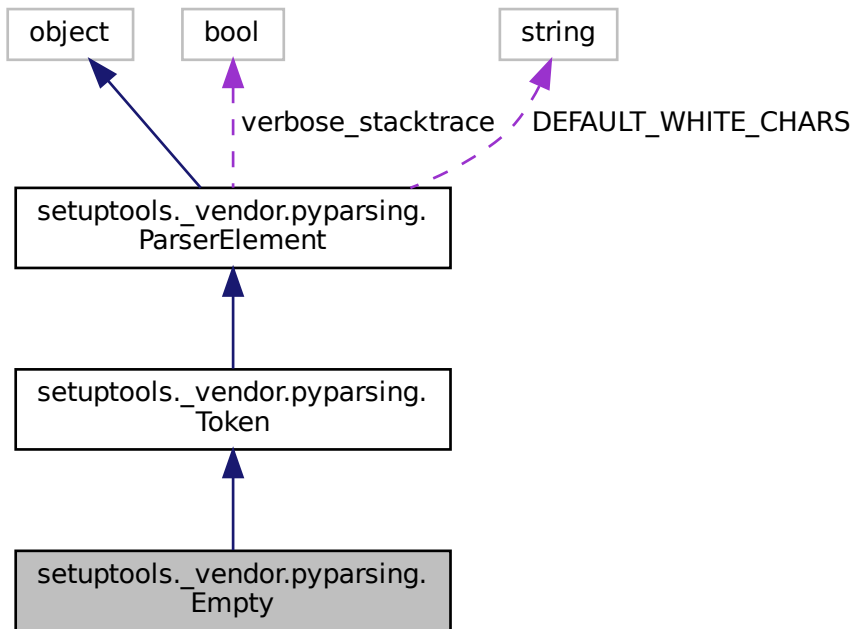 object
bool
string
verbose_stacktrace
DEFAULT_WHITE_CHARS
setuptools._vendor.pyparsing.
ParserElement
setuptools._vendor.pyparsing.
Token
setuptools._vendor.pyparsing.
Empty